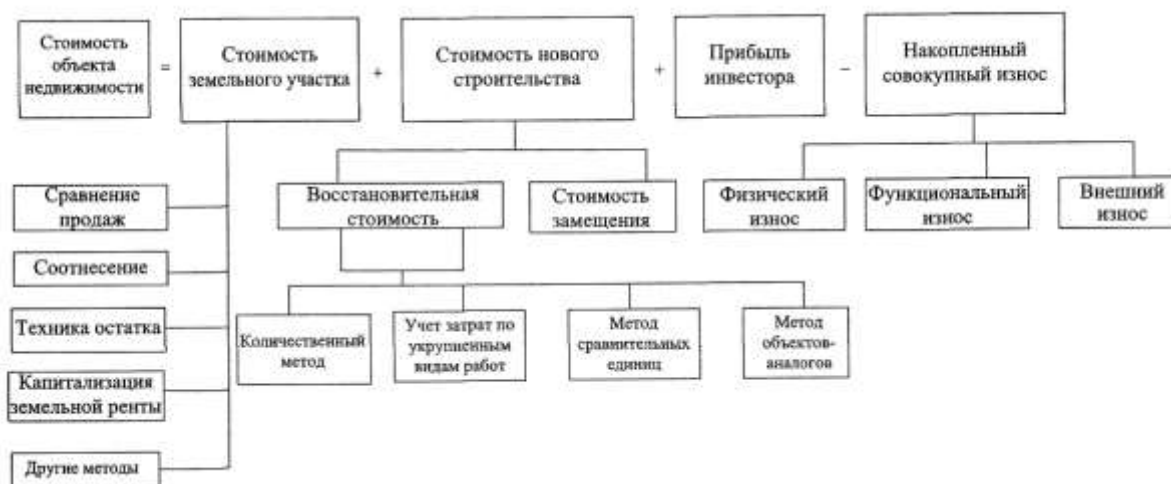 Стоимость
объекта
недвижимости
=
Стоимость
земельного участка
+
Стоимость нового
строительства
+
Прибыль
инвестора
–
Накопленный
совокупный износ
Сравнение
продаж
Соотнесение
Техника остатка
Капитализация
земельной ренты
Другие методы
Восстановительная
стоимость
Стоимость
замещения
Физический
износ
Функциональный
износ
Внешний
износ
Количественный
метод
Учет затрат по
укрупненным
видам работ
Метод
сравнительных
единиц
Метод
объектов-
аналогов